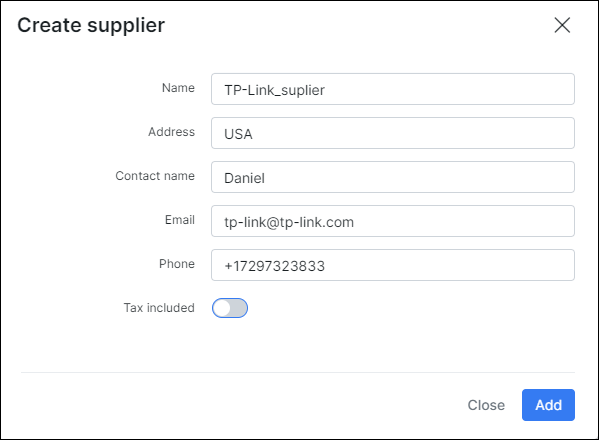 Create supplier
Name TP-Link_suplier
Address USA
Contact name Daniel
Email tp-link@tp-link.com
Phone +17297323833
Tax included
Close Add